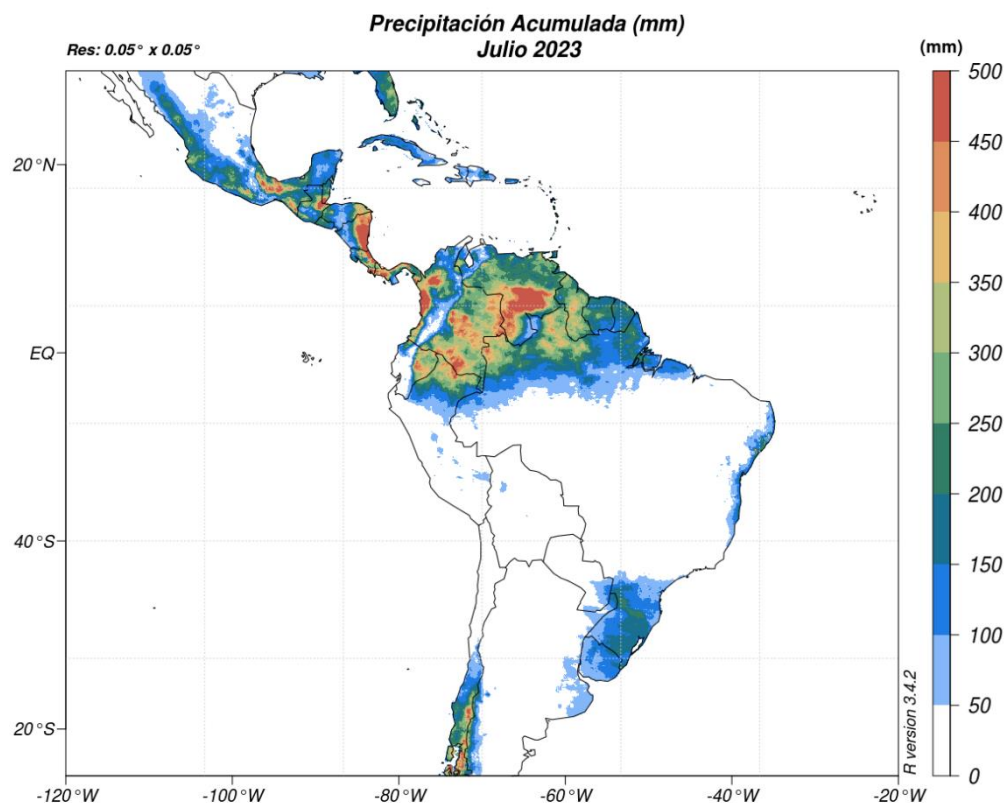 Precipitación Acumulada (mm)
Julio 2023
Res: 0.05° x 0.05°
(mm)
500
450
400
350
300
250
200
150
100
50
0
20°N
EQ
40°S
20°S
-120°W
-100°W
-80°W
-60°W
-40°W
-20°W
R version 3.4.2